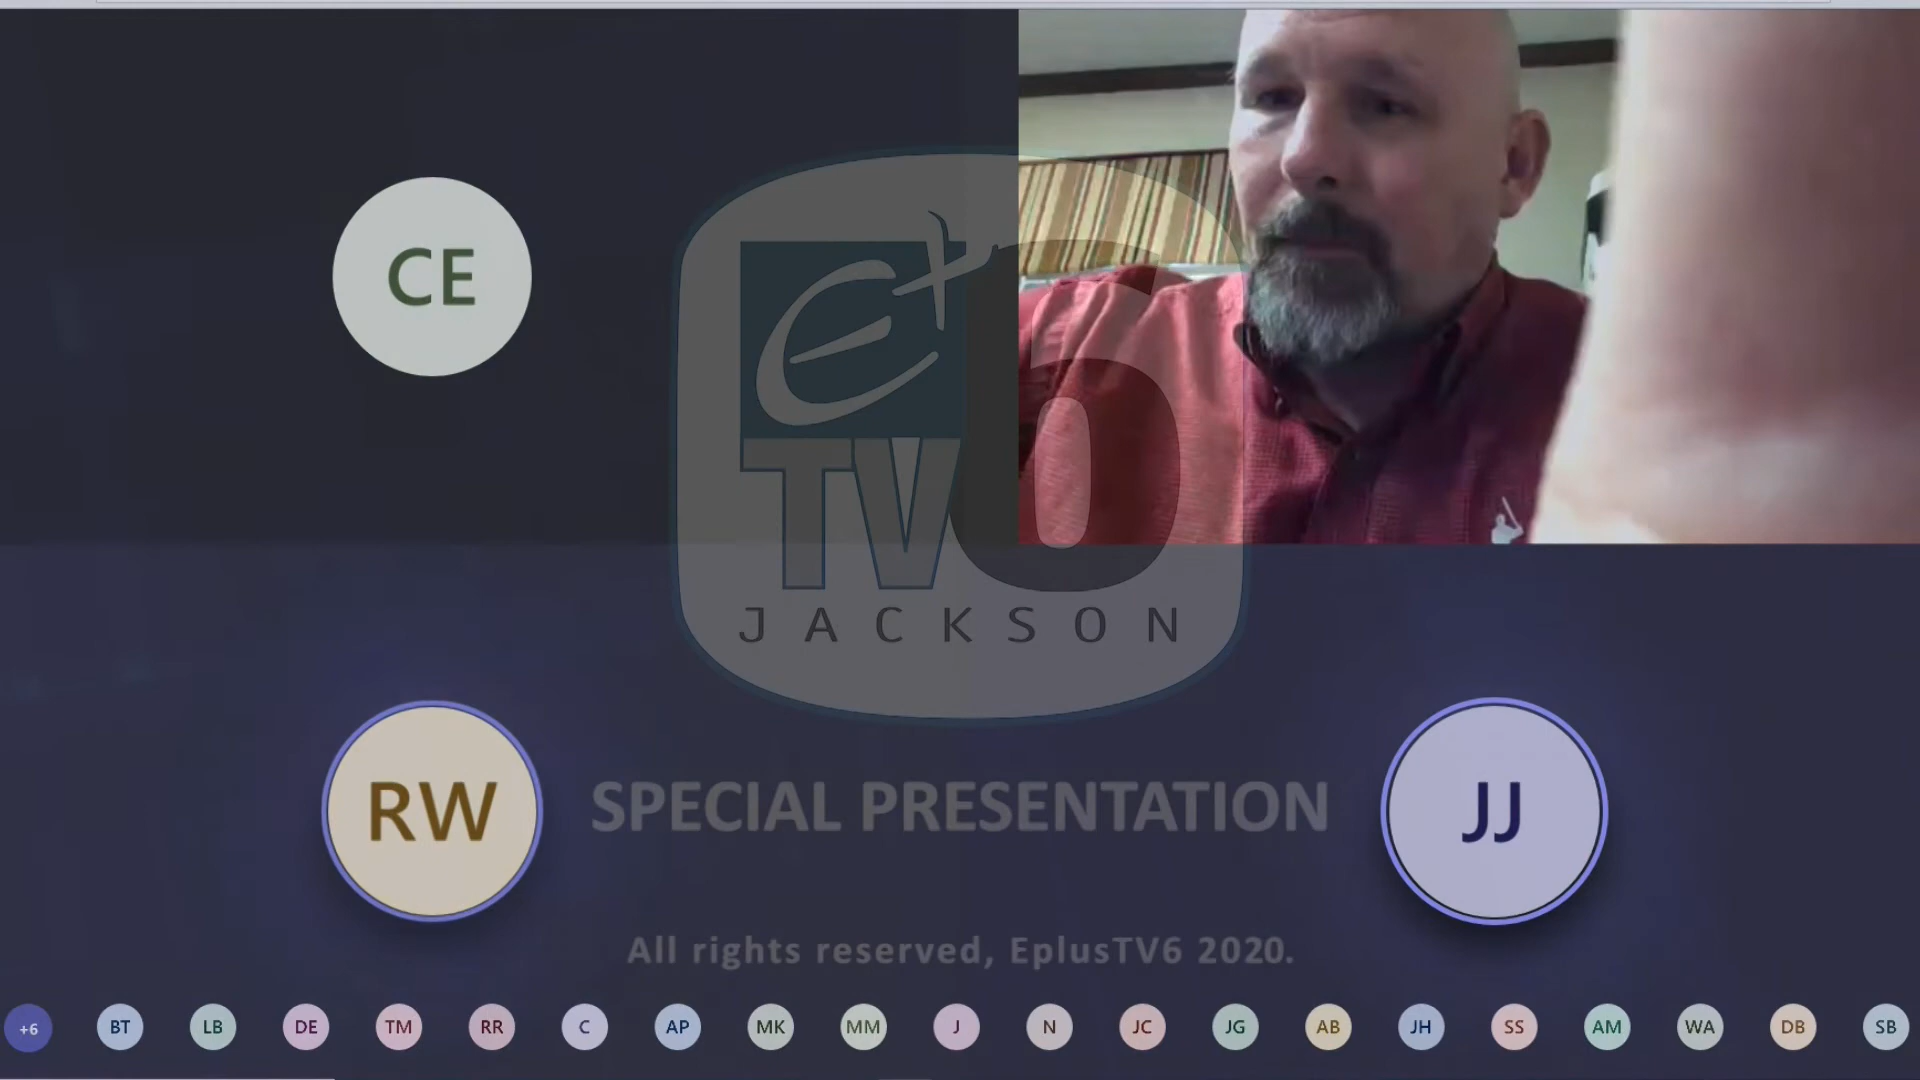 CE
E+
TV6
JACKSON
RW
SPECIAL PRESENTATION
JJ
All rights reserved, EplusTV6 2020.
+6 BT LB DE TM RR C AP MK MM J N JC JG AB JH SS AM WA DB SB